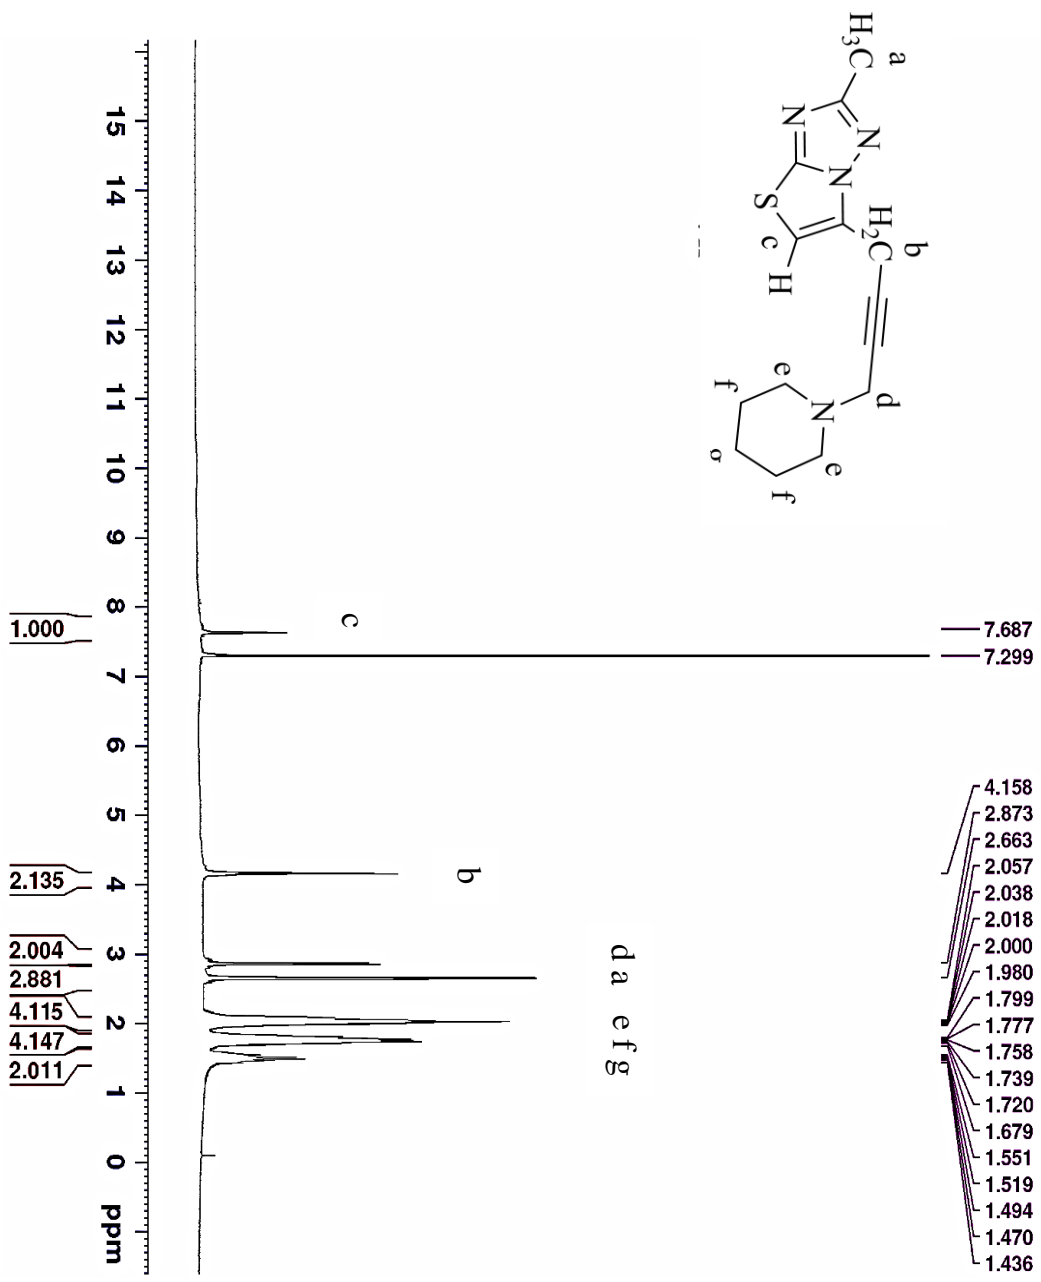 H₃C
a
N
N
N
S
H₂C
b
c
H
d
N
e
e
f
f
g
c
b
d a e f g
7.687
7.299
4.158
2.873
2.663
2.057
2.038
2.018
2.000
1.980
1.799
1.777
1.758
1.739
1.720
1.679
1.551
1.519
1.494
1.470
1.436
15 14 13 12 11 10 9 8 7 6 5 4 3 2 1 0 ppm
1.000
2.135
2.004
2.881
4.115
4.147
2.011